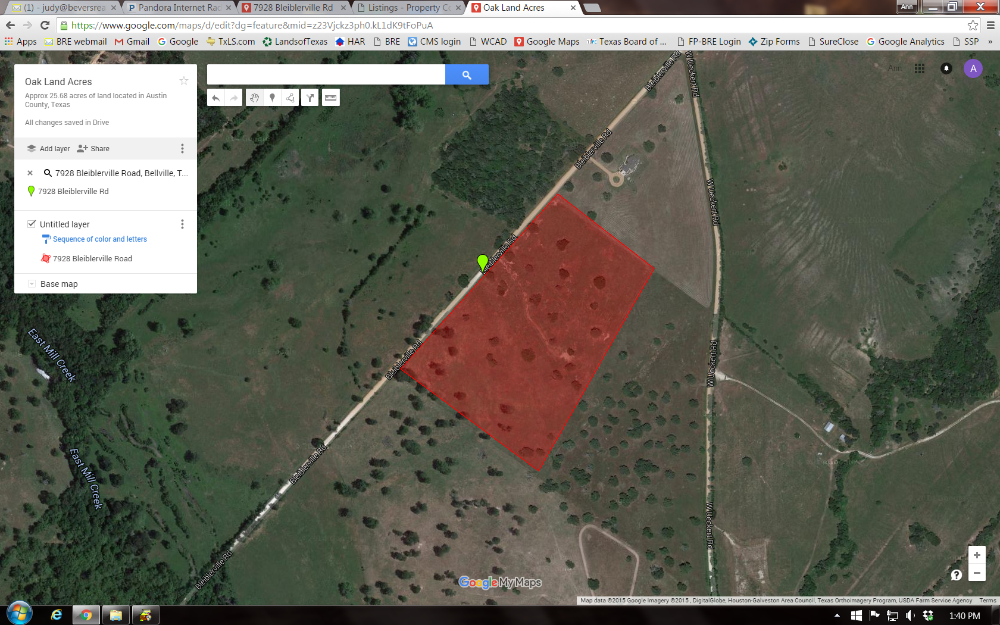 (1) - judy@beversrea
Pandora Internet Rad
7928 Bleiblerville Rd
Listings - Property Co
Oak Land Acres
Ann
https://www.google.com/maps/d/edit?dg=feature&mid=z23Vjckz3ph0.kL1dK9tFoPuA
Apps
BRE webmail
Gmail
Google
TxLS.com
LandsofTexas
HAR
BRE
CMS login
WCAD
Google Maps
Texas Board of ...
FP-BRE Login
Zip Forms
SureClose
Google Analytics
SSP
»
Oak Land Acres
Approx 25.68 acres of land located in Austin
County, Texas
All changes saved in Drive
Add layer
Share
7928 Bleiblerville Road, Bellville, T...
7928 Bleiblerville Rd
Untitled layer
Sequence of color and letters
7928 Bleiblerville Road
Base map
Ann
A
Bleiblerville Rd
W Ueckert Rd
Bleiblerville Rd
W Ueckert Rd
Bleiblerville Rd
Bleiblerville Rd
W Ueckert Rd
East Mill Creek
Bleiblerville Rd
East Mill Creek
W Ueckert Rd
Bleiblerville Rd
Google My Maps
Map data ©2015 Google Imagery ©2015 , DigitalGlobe, Houston-Galveston Area Council, Texas Orthoimagery Program, USDA Farm Service Agency
Terms
1:40 PM